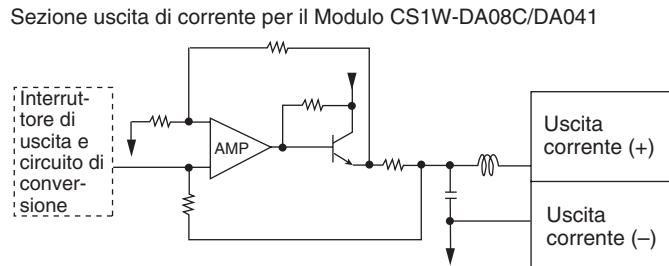 Sezione uscita di corrente per il Modulo CS1W-DA08C/DA041
Interrut-
tore di
uscita e
circuito di
conver-
sione
AMP
Uscita
corrente (+)
Uscita
corrente (–)